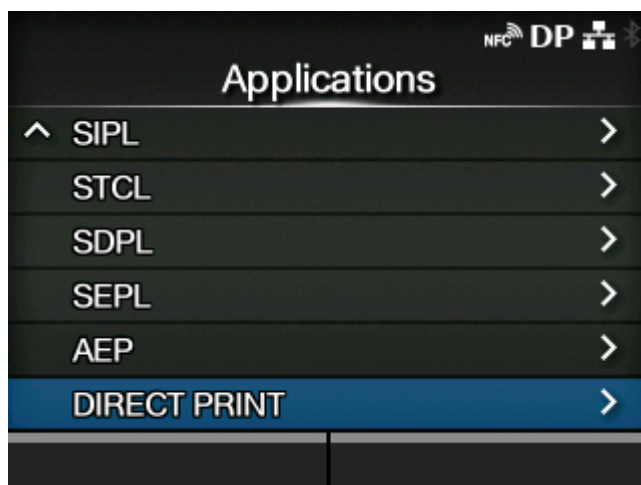 NFC DP
Applications
SIPL
STCL
SDPL
SEPL
AEP
DIRECT PRINT